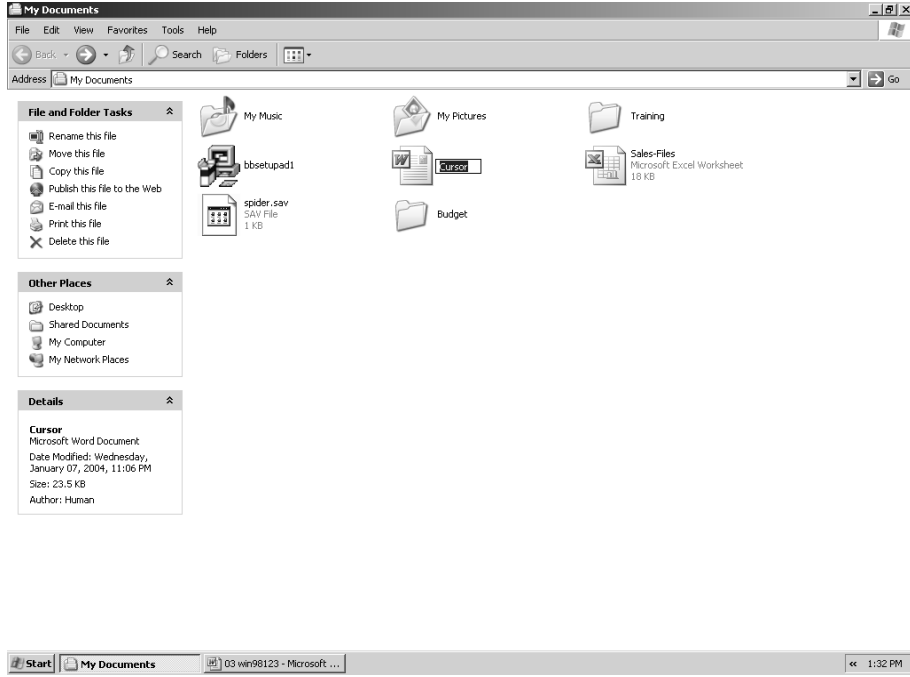 My Documents
File Edit View Favorites Tools Help
Back Search Folders
Address My Documents Go
File and Folder Tasks
Rename this file
Move this file
Copy this file
Publish this file to the Web
E-mail this file
Print this file
Delete this file
Other Places
Desktop
Shared Documents
My Computer
My Network Places
Details
Cursor
Microsoft Word Document
Date Modified: Wednesday,
January 07, 2004, 11:06 PM
Size: 23.5 KB
Author: Human
My Music
My Pictures
Training
bbsetupad1
Cursor
Sales-Files
Microsoft Excel Worksheet
18 KB
spider.sav
SAV File
1 KB
Budget
Start My Documents 03 win98123 - Microsoft ... 1:32 PM